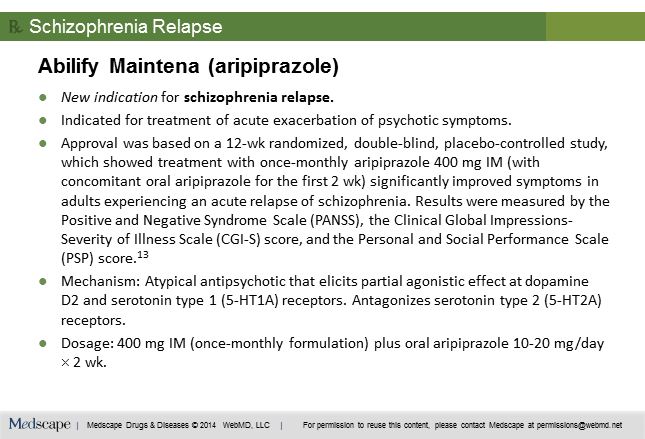 ℞ Schizophrenia Relapse
Abilify Maintena (aripiprazole)
● New indication for schizophrenia relapse.
● Indicated for treatment of acute exacerbation of psychotic symptoms.
● Approval was based on a 12-wk randomized, double-blind, placebo-controlled study,
which showed treatment with once-monthly aripiprazole 400 mg IM (with
concomitant oral aripiprazole for the first 2 wk) significantly improved symptoms in
adults experiencing an acute relapse of schizophrenia. Results were measured by the
Positive and Negative Syndrome Scale (PANSS), the Clinical Global Impressions-
Severity of Illness Scale (CGI-S) score, and the Personal and Social Performance Scale
(PSP) score.13
● Mechanism: Atypical antipsychotic that elicits partial agonistic effect at dopamine
D2 and serotonin type 1 (5-HT1A) receptors. Antagonizes serotonin type 2 (5-HT2A)
receptors.
● Dosage: 400 mg IM (once-monthly formulation) plus oral aripiprazole 10-20 mg/day
× 2 wk.
Medscape | Medscape Drugs & Diseases © 2014 WebMD, LLC | For permission to reuse this content, please contact Medscape at permissions@webmd.net